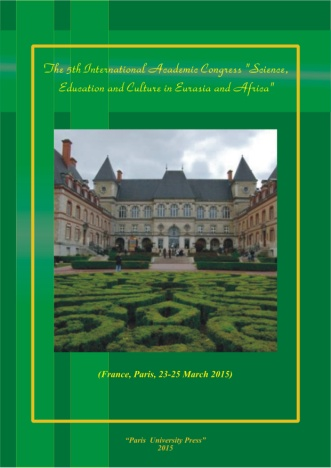 The 5th International Academic Congress "Science,
Education and Culture in Eurasia and Africa"
(France, Paris, 23-25 March 2015)
"Paris University Press"
2015